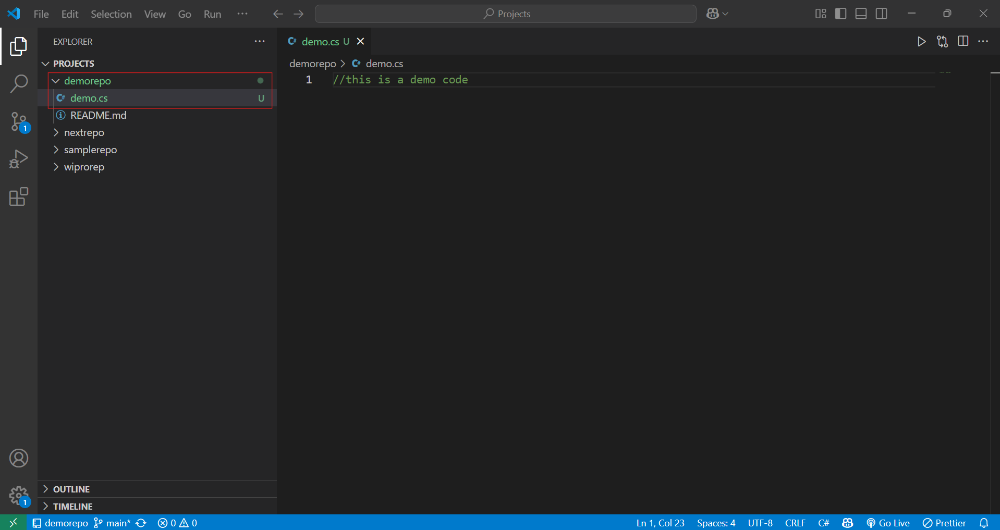 File Edit Selection View Go Run ··· Projects
EXPLORER ···
PROJECTS
demorepo
C# demo.cs U
README.md
nextrepo
samplerepo
wiprorep
OUTLINE
TIMELINE
C# demo.cs U
demorepo > C# demo.cs
1 //this is a demo code
1
1
demorepo main* 0 0 Ln 1, Col 23 Spaces: 4 UTF-8 CRLF C# Go Live Prettier